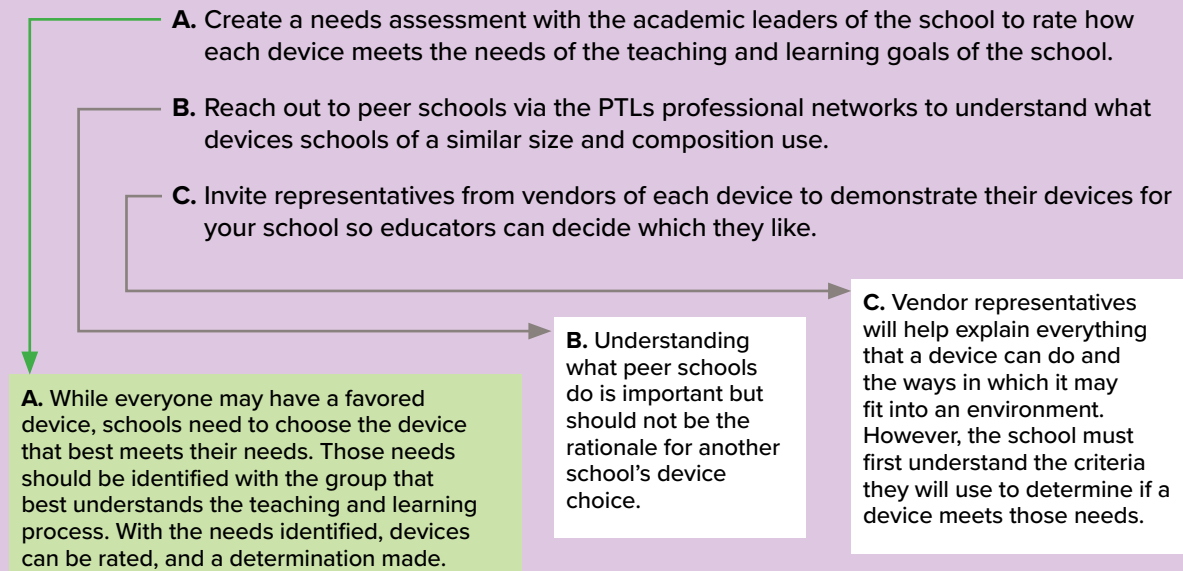 A. Create a needs assessment with the academic leaders of the school to rate how
each device meets the needs of the teaching and learning goals of the school.
B. Reach out to peer schools via the PTLs professional networks to understand what
devices schools of a similar size and composition use.
C. Invite representatives from vendors of each device to demonstrate their devices for
your school so educators can decide which they like.
A. While everyone may have a favored
device, schools need to choose the device
that best meets their needs. Those needs
should be identified with the group that
best understands the teaching and learning
process. With the needs identified, devices
can be rated, and a determination made.
B. Understanding
what peer schools
do is important but
should not be the
rationale for another
school’s device
choice.
C. Vendor representatives
will help explain everything
that a device can do and
the ways in which it may
fit into an environment.
However, the school must
first understand the criteria
they will use to determine if a
device meets those needs.